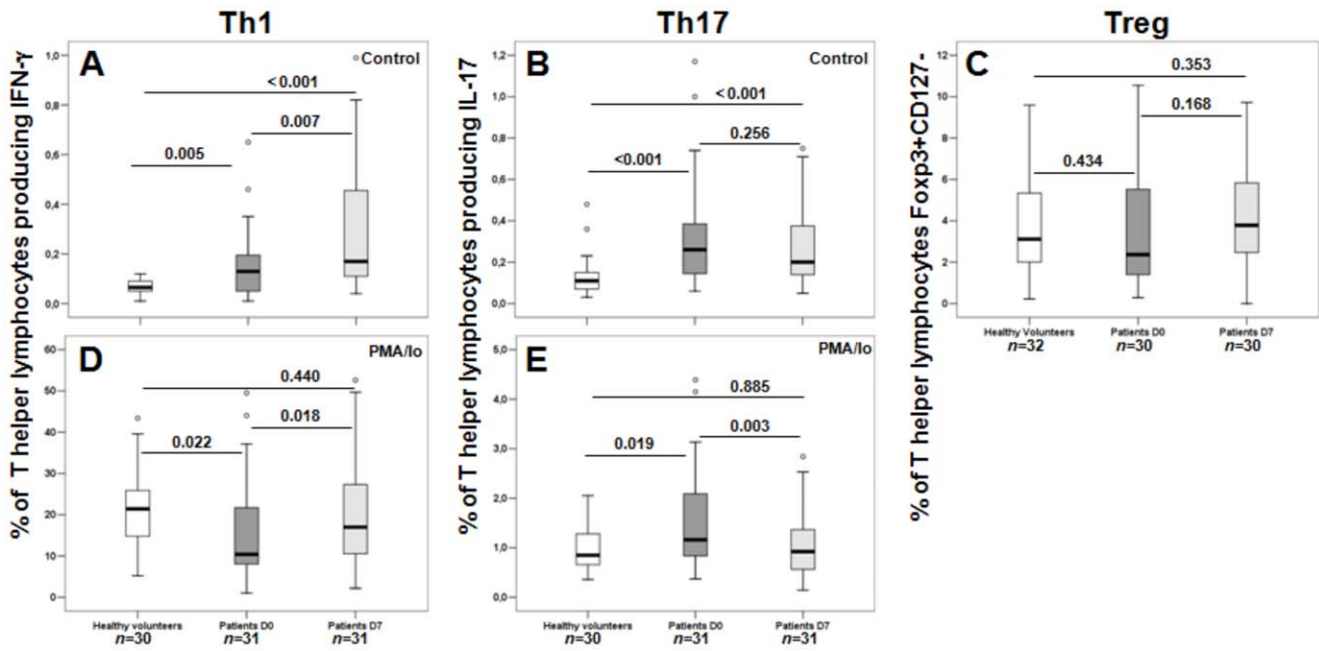 Th1
Th17
Treg
% of T helper lymphocytes producing IFN-γ
A
Control
1,0
0,8
0,6
0,4
0,2
0,0
<0.001
0.007
0.005
% of T helper lymphocytes producing IL-17
B
Control
1,2
1,0
0,8
0,6
0,4
0,2
0,0
<0.001
0.256
<0.001
% of T helper lymphocytes Foxp3+CD127-
C
12
10
8
6
4
2
0
0.353
0.168
0.434
Healthy Volunteers
n=32
Patients D0
n=30
Patients D7
n=30
D
PMA/Io
60
50
40
30
20
10
0
0.440
0.018
0.022
Healthy volunteers
n=30
Patients D0
n=31
Patients D7
n=31
E
PMA/Io
5,0
4,0
3,0
2,0
1,0
0,0
0.885
0.003
0.019
Healthy volunteers
n=30
Patients D0
n=31
Patients D7
n=31